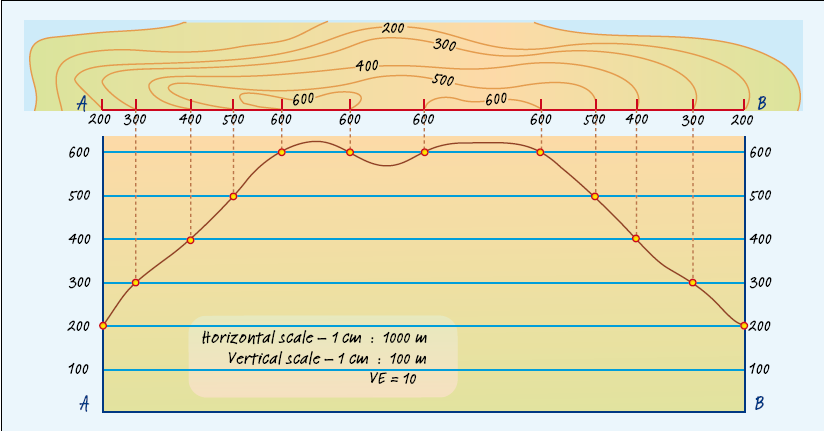 200
300
400
500
600
600
A
B
200 300 400 500 600 600 600 600 500 400 300 200
600 600
500 500
400 400
300 300
200 200
100 100
Horizontal scale – 1 cm : 1000 m
Vertical scale – 1 cm : 100 m
VE = 10
A B